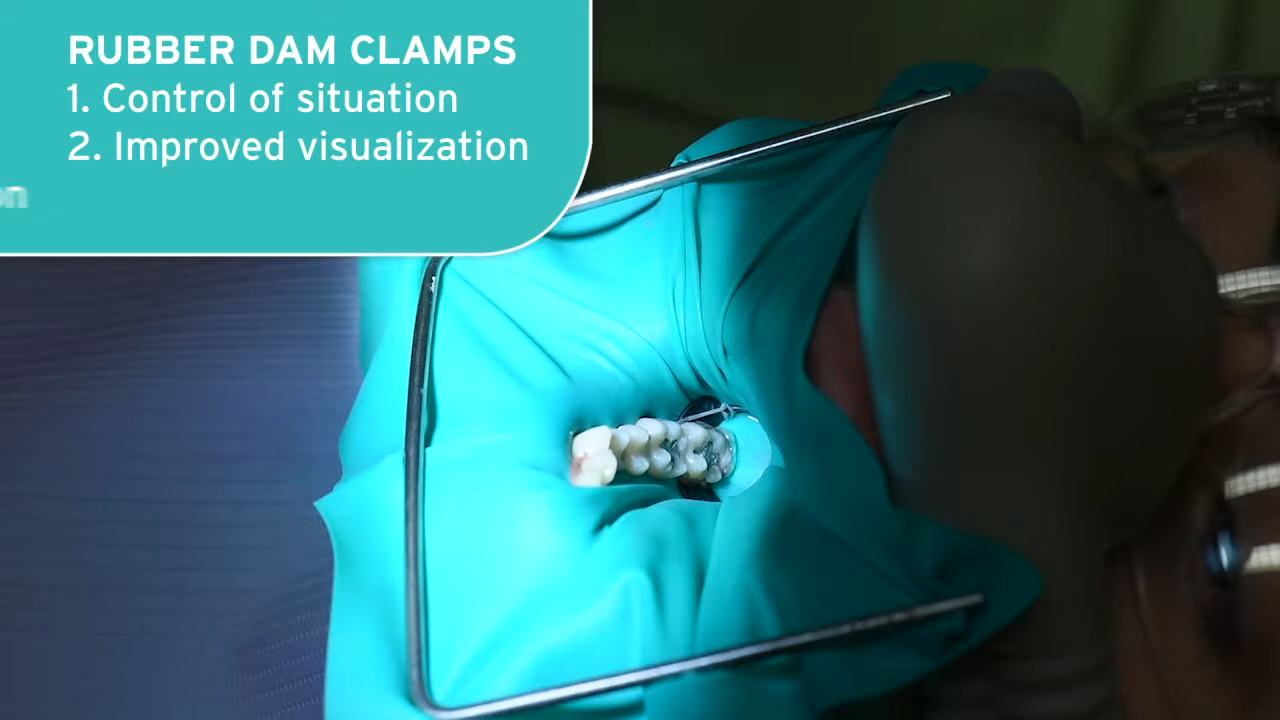 RUBBER DAM CLAMPS
1. Control of situation
2. Improved visualization